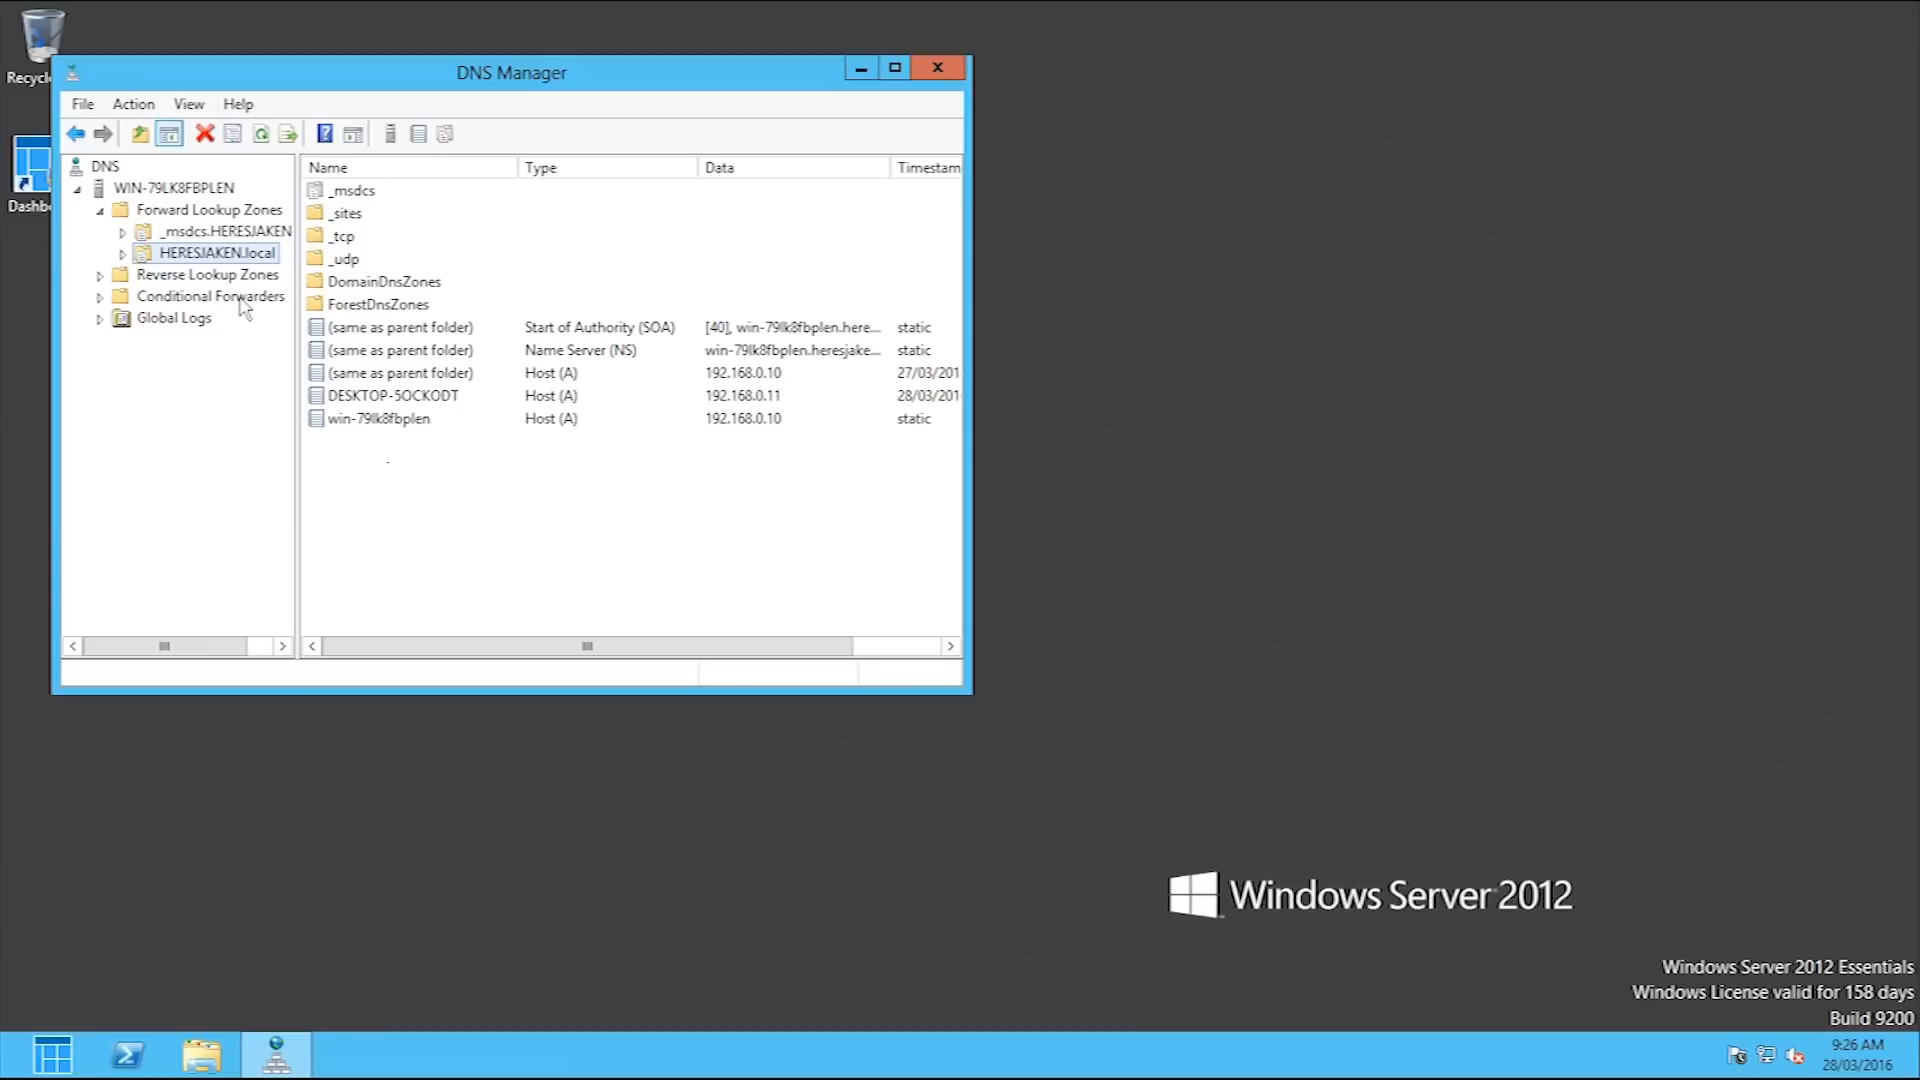 Recycl
Dashbo
DNS Manager
File Action View Help
DNS
WIN-79LK8FBPLEN
Forward Lookup Zones
_msdcs.HERESJAKEN
HERESJAKEN.local
Reverse Lookup Zones
Conditional Forwarders
Global Logs
Name Type Data Timestam
_msdcs
_sites
_tcp
_udp
DomainDnsZones
ForestDnsZones
(same as parent folder) Start of Authority (SOA) [40], win-79lk8fbplen.here... static
(same as parent folder) Name Server (NS) win-79lk8fbplen.heresjake... static
(same as parent folder) Host (A) 192.168.0.10 27/03/201
DESKTOP-5OCKODT Host (A) 192.168.0.11 28/03/201
win-79lk8fbplen Host (A) 192.168.0.10 static
Windows Server 2012
Windows Server 2012 Essentials
Windows License valid for 158 days
Build 9200
9:26 AM
28/03/2016